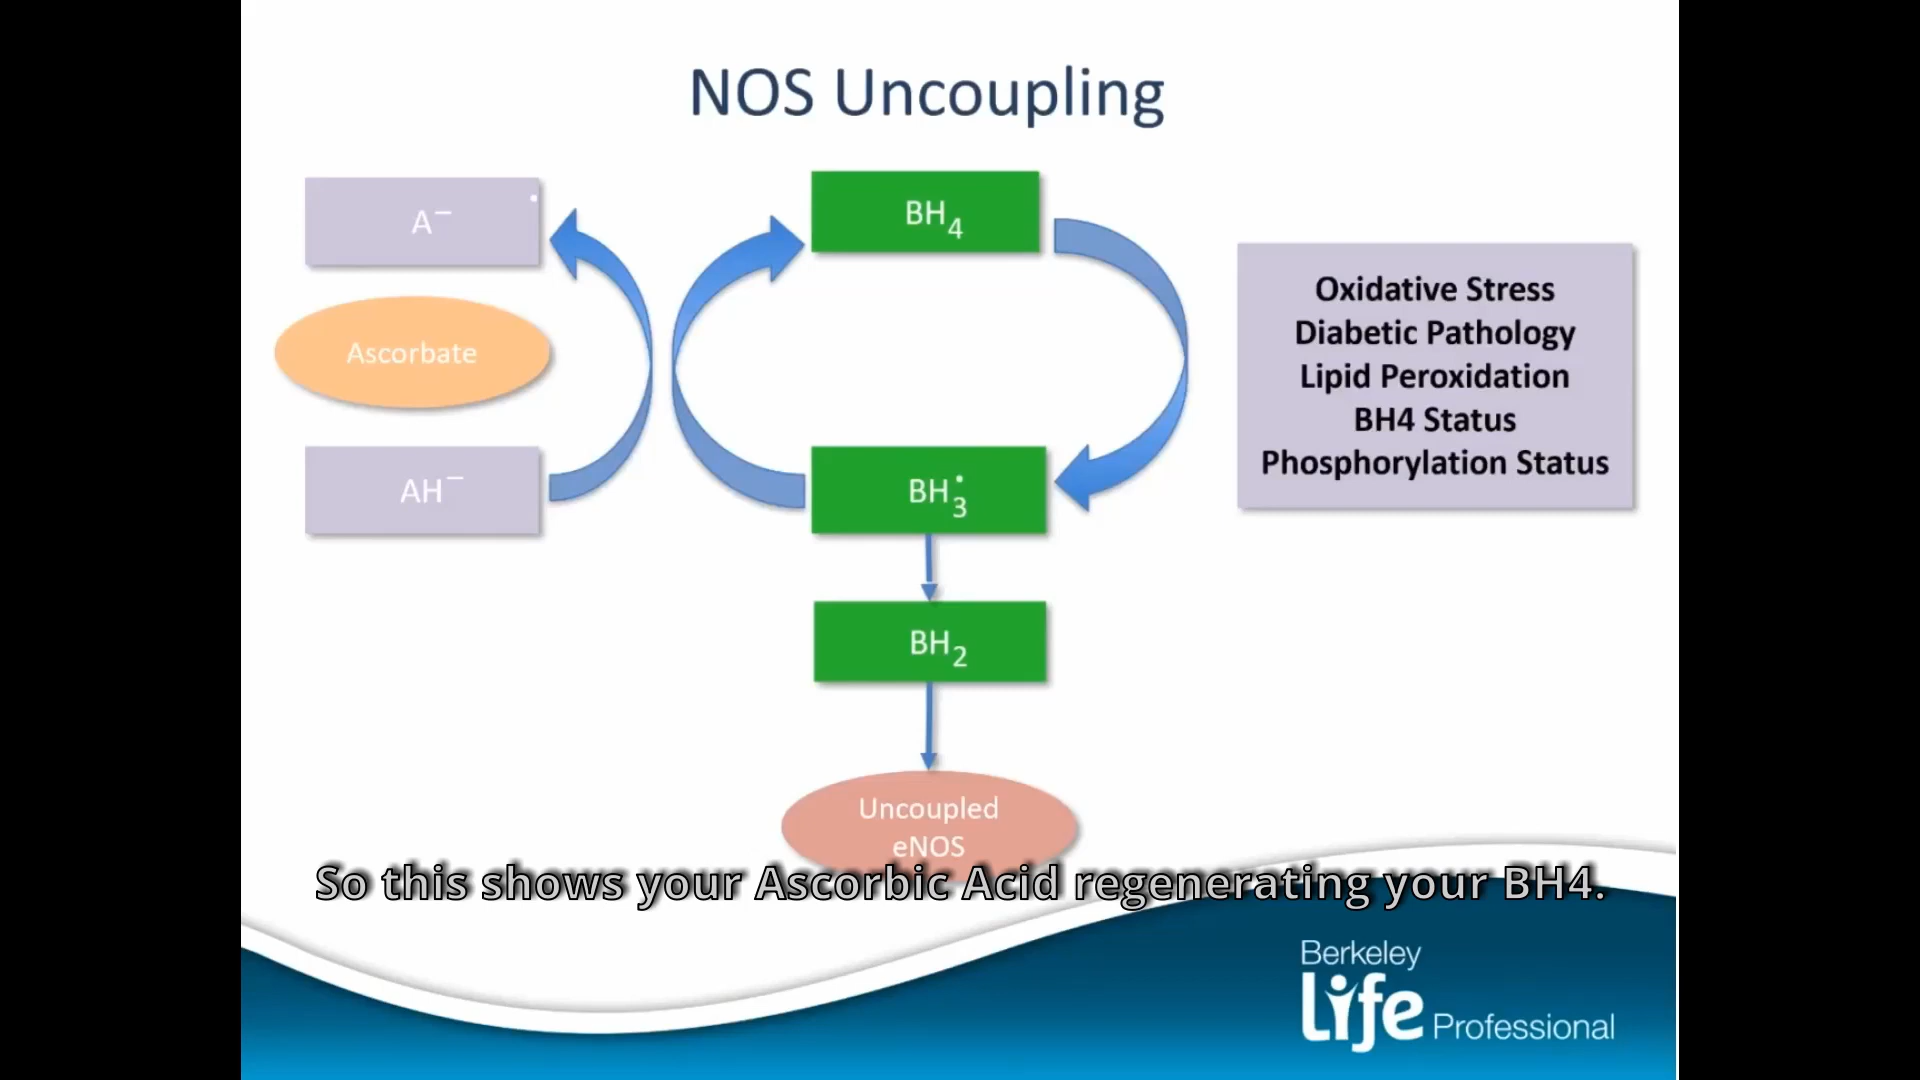 NOS Uncoupling
A⁻ •
Ascorbate
AH⁻
BH₄
BH₃•
BH₂
Uncoupled
eNOS
Oxidative Stress
Diabetic Pathology
Lipid Peroxidation
BH4 Status
Phosphorylation Status
So this shows your Ascorbic Acid regenerating your BH4.
Berkeley
Life Professional